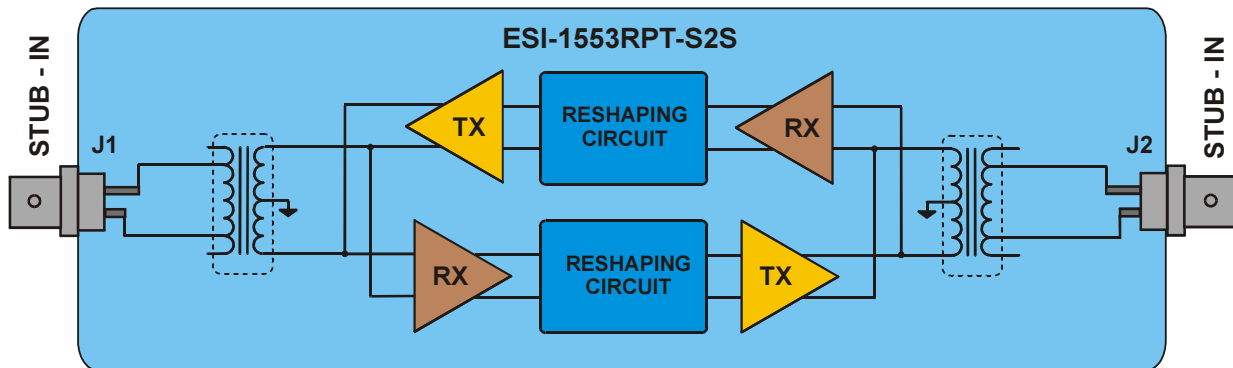 ESI-1553RPT-S2S
STUB - IN
J1
TX
RESHAPING
CIRCUIT
RX
J2
STUB - IN
RX
RESHAPING
CIRCUIT
TX